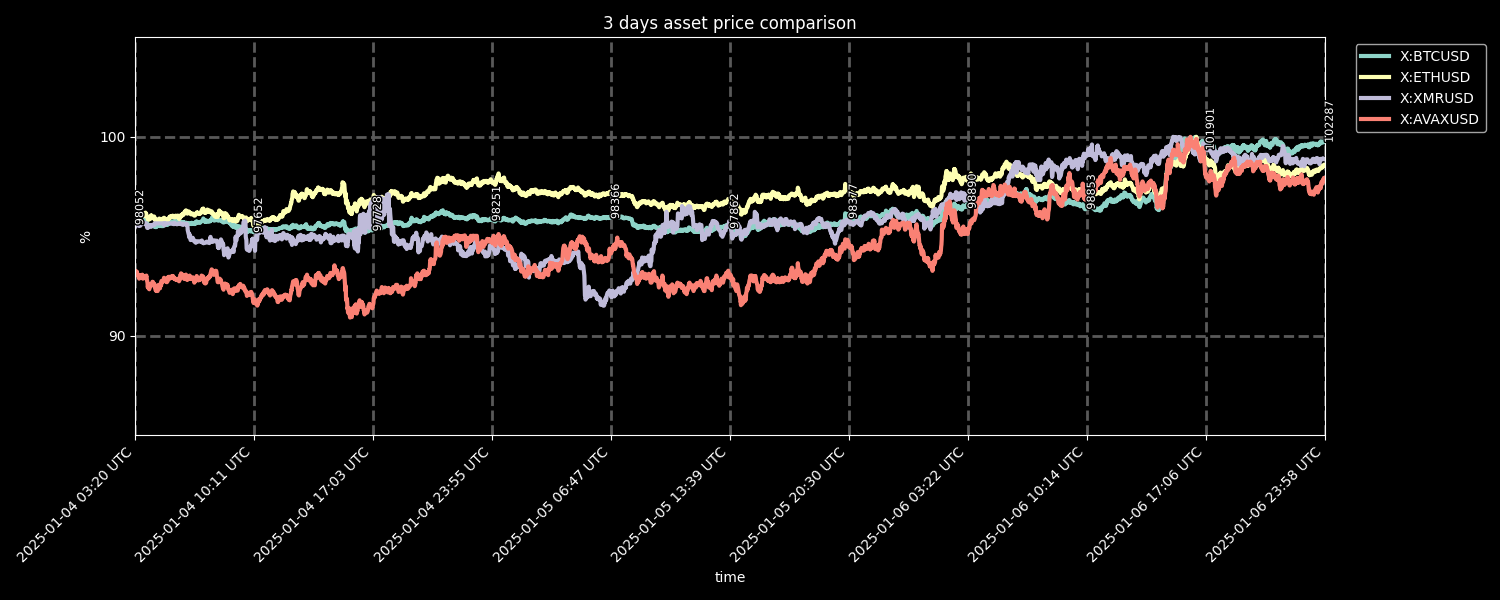 3 days asset price comparison
X:BTCUSD
X:ETHUSD
X:XMRUSD
X:AVAXUSD
100
90
%
98052
97652
97728
98251
98366
97862
98307
98890
98853
101901
102287
2025-01-04 03:20 UTC
2025-01-04 10:11 UTC
2025-01-04 17:03 UTC
2025-01-04 23:55 UTC
2025-01-05 06:47 UTC
2025-01-05 13:39 UTC
2025-01-05 20:30 UTC
2025-01-06 03:22 UTC
2025-01-06 10:14 UTC
2025-01-06 17:06 UTC
2025-01-06 23:58 UTC
time